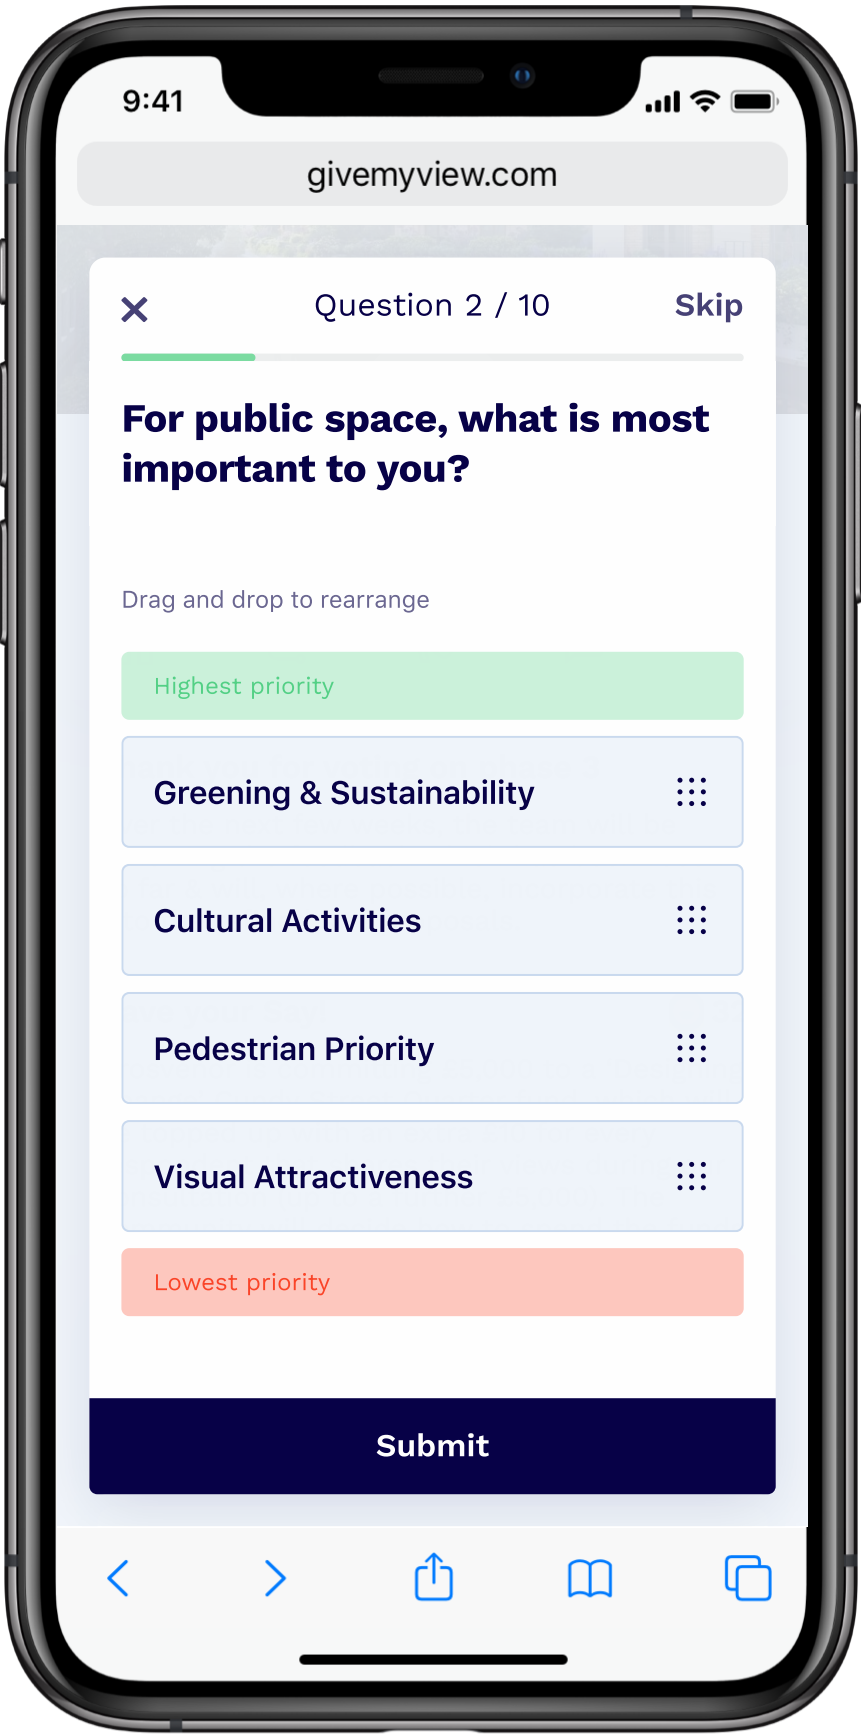 9:41
givemyview.com
Question 2 / 10
Skip
For public space, what is most
important to you?
Drag and drop to rearrange
Highest priority
Greening & Sustainability
Cultural Activities
Pedestrian Priority
Visual Attractiveness
Lowest priority
Submit